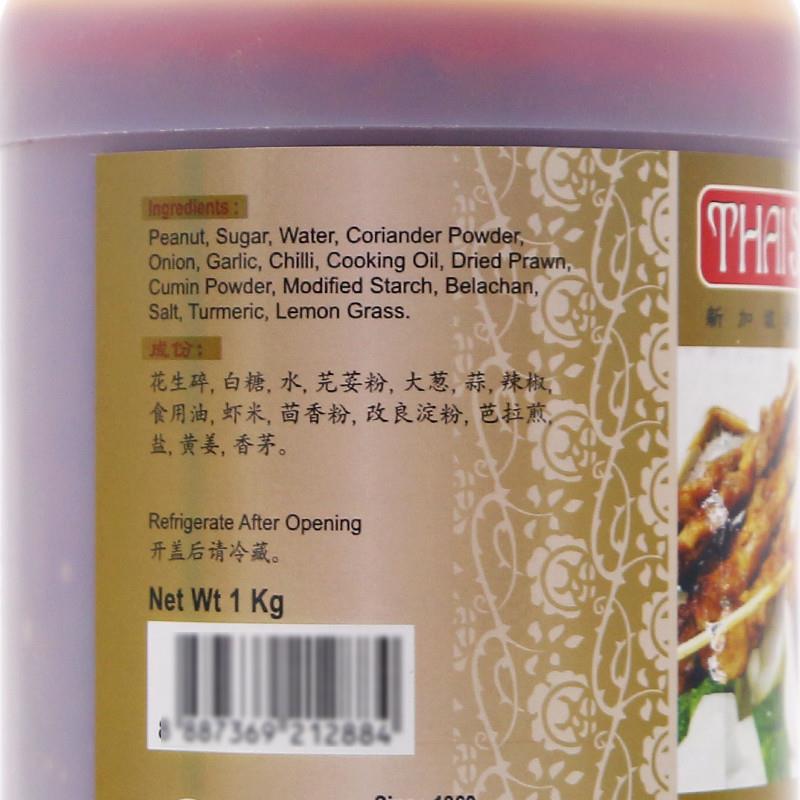 Ingredients :
Peanut, Sugar, Water, Coriander Powder,
Onion, Garlic, Chilli, Cooking Oil, Dried Prawn,
Cumin Powder, Modified Starch, Belachan,
Salt, Turmeric, Lemon Grass.
成份：
花生碎, 白糖, 水, 芫荽粉, 大葱, 蒜, 辣椒,
食用油, 虾米, 茴香粉, 改良淀粉, 芭拉煎,
盐, 黄姜, 香茅。
Refrigerate After Opening
开盖后请冷藏。
Net Wt 1 Kg
8 887369 212884
THAI
新加坡